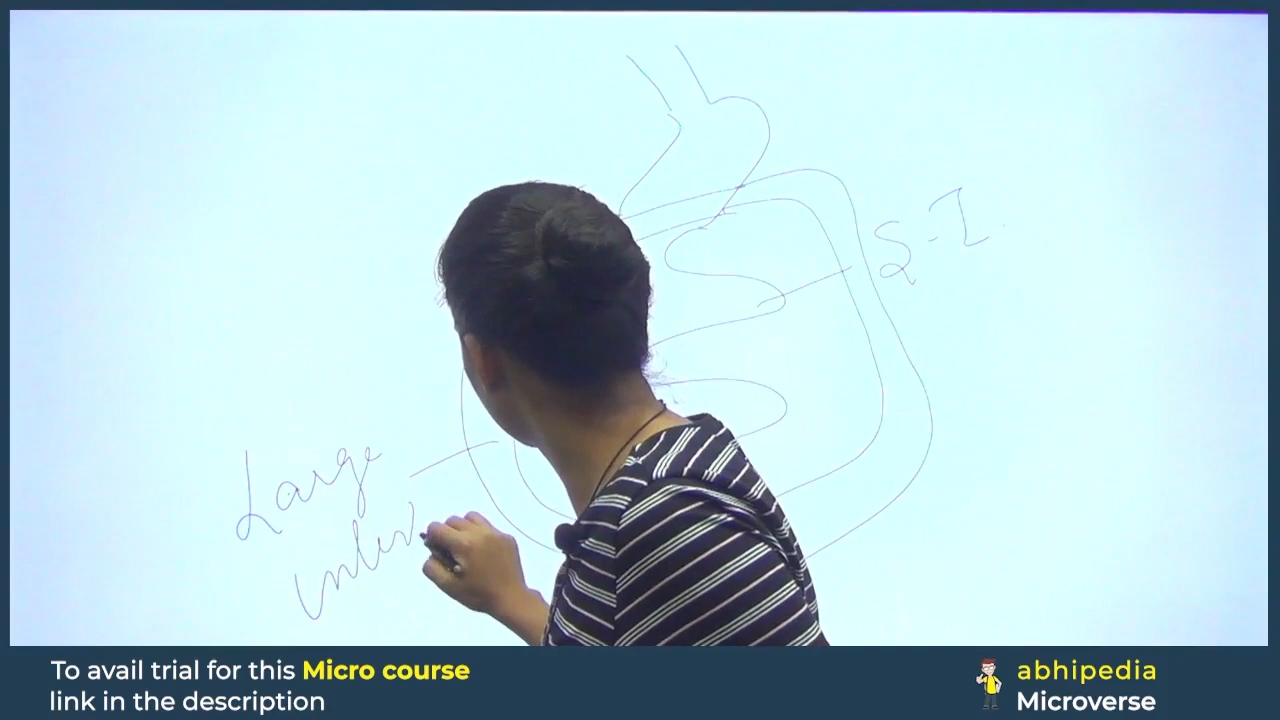 S-I
Large
To avail trial for this Micro course
link in the description
abhipedia
Microverse